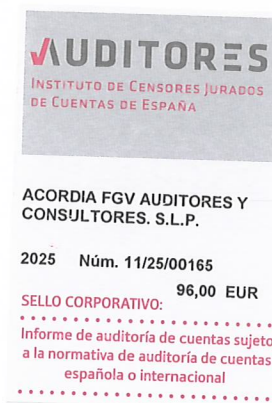 AUDITORES
INSTITUTO DE CENSORES JURADOS
DE CUENTAS DE ESPAÑA
ACORDIA FGV AUDITORES Y
CONSULTORES. S.L.P.
2025 Núm. 11/25/00165
96,00 EUR
SELLO CORPORATIVO:
Informe de auditoría de cuentas sujeto
a la normativa de auditoría de cuentas
española o internacional